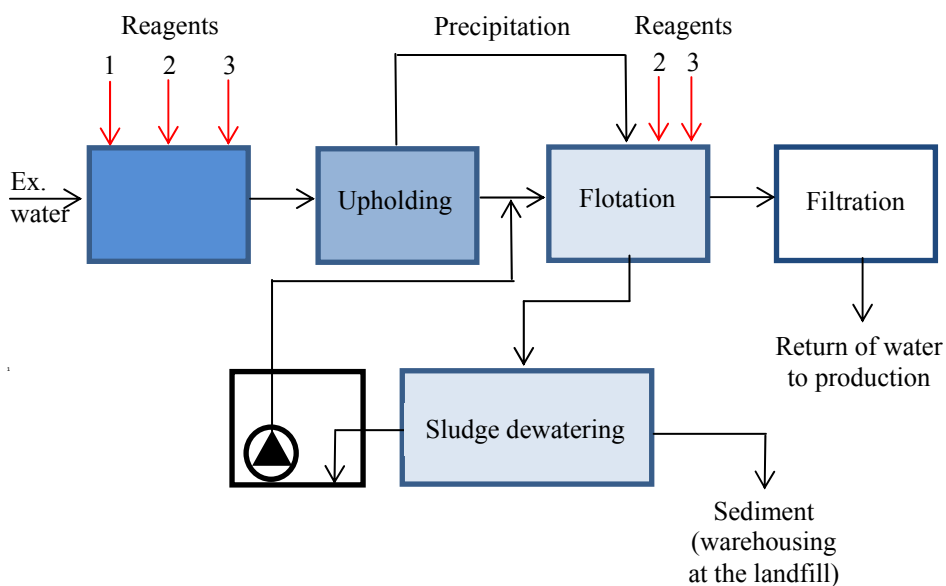 Reagents
Precipitation
Reagents
1
2
3
2
3
Ex.
water
Upholding
Flotation
Filtration
Return of water
to production
1
Sludge dewatering
Sediment
(warehousing
at the landfill)